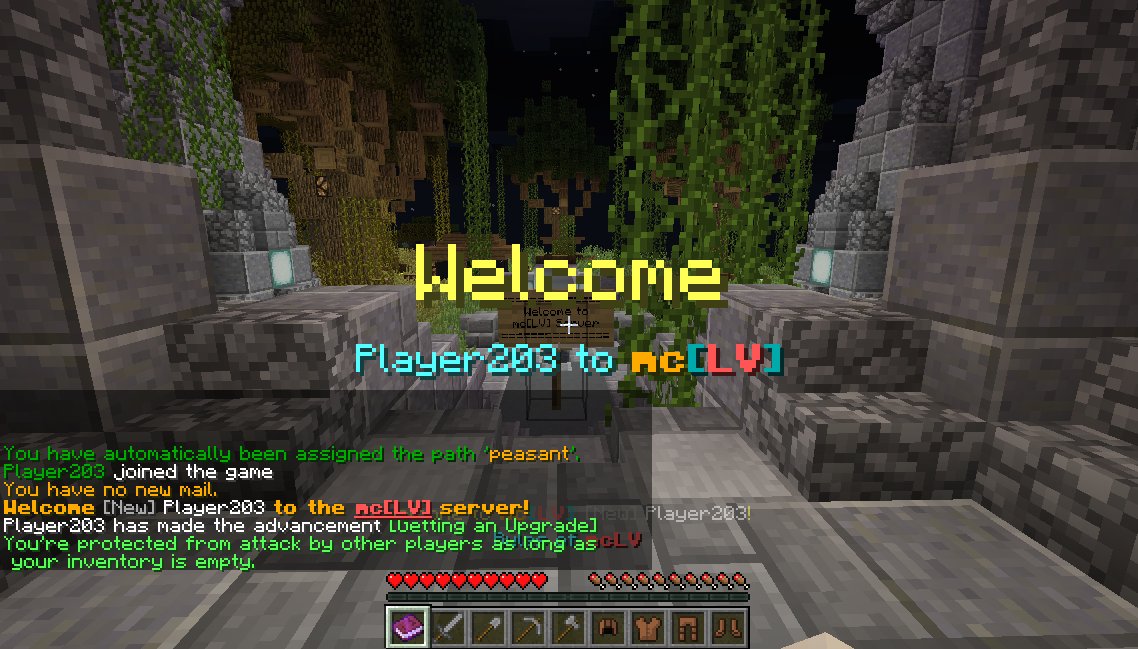 Welcome
Welcome to
mc[LV] Server
Player203 to mc[LV]
You have automatically been assigned the path 'peasant'.
Player203 joined the game
You have no new mail.
Welcome [New] Player203 to the mc[LV] server!
Player203 has made the advancement [Getting an Upgrade]
Player203!
You're protected from attack by other players as long as
mcLV
your inventory is empty.